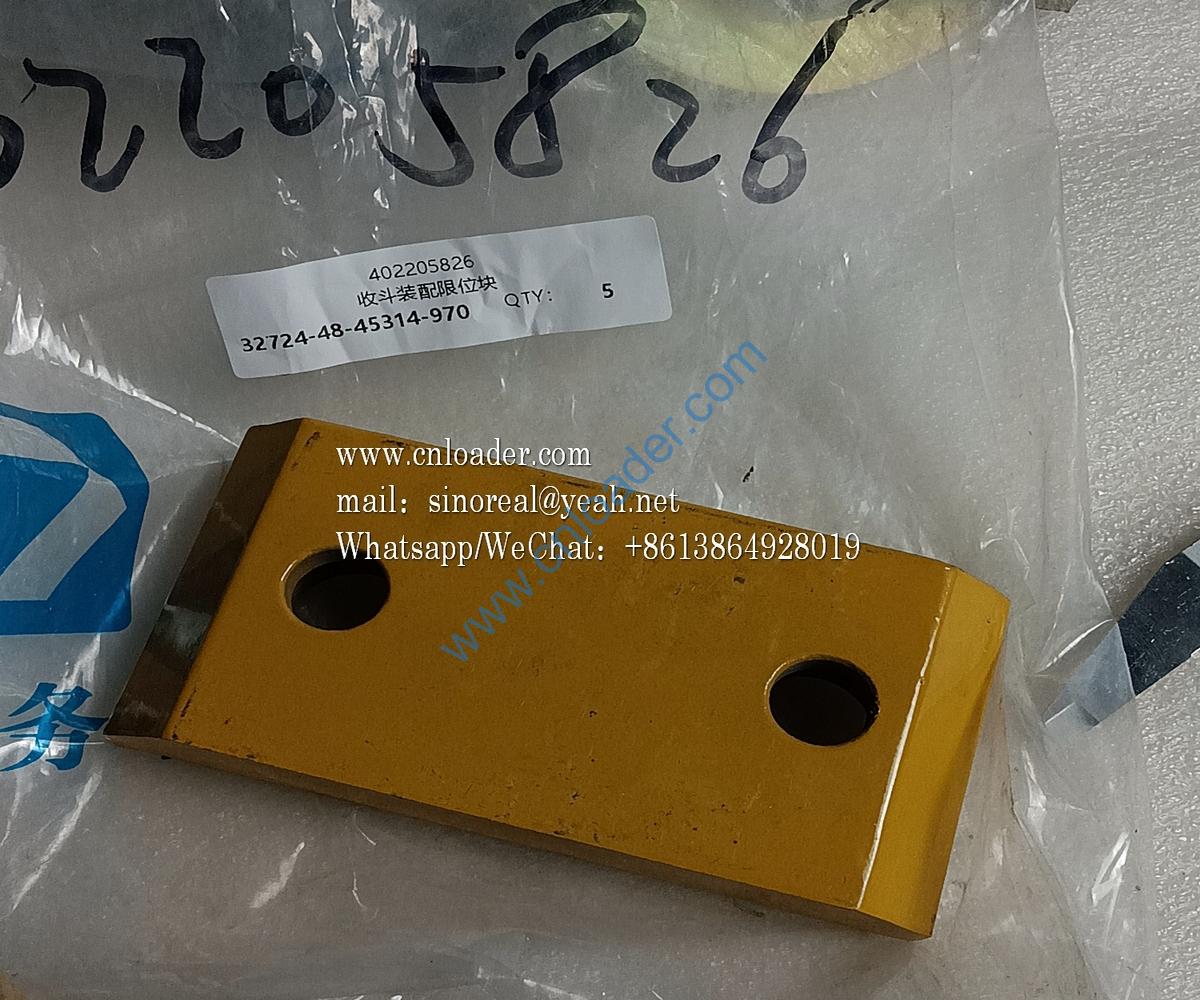 02205826
402205826
收斗装配限位块
QTY: 5
32724-48-45314-970
www.cnloader.com
mail: sinoreal@yeah.net
Whatsapp/WeChat: +8613864928019
www.cnloader.com
务